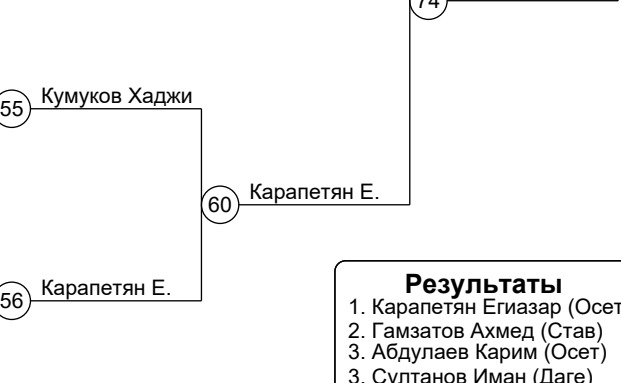 74
Кумуков Хаджи
55
Карапетян Е.
60
Карапетян Е.
56
Результаты
1. Карапетян Егиазар (Осет
2. Гамзатов Ахмед (Став)
3. Абдулаев Карим (Осет)
3. Султанов Иман (Даге)